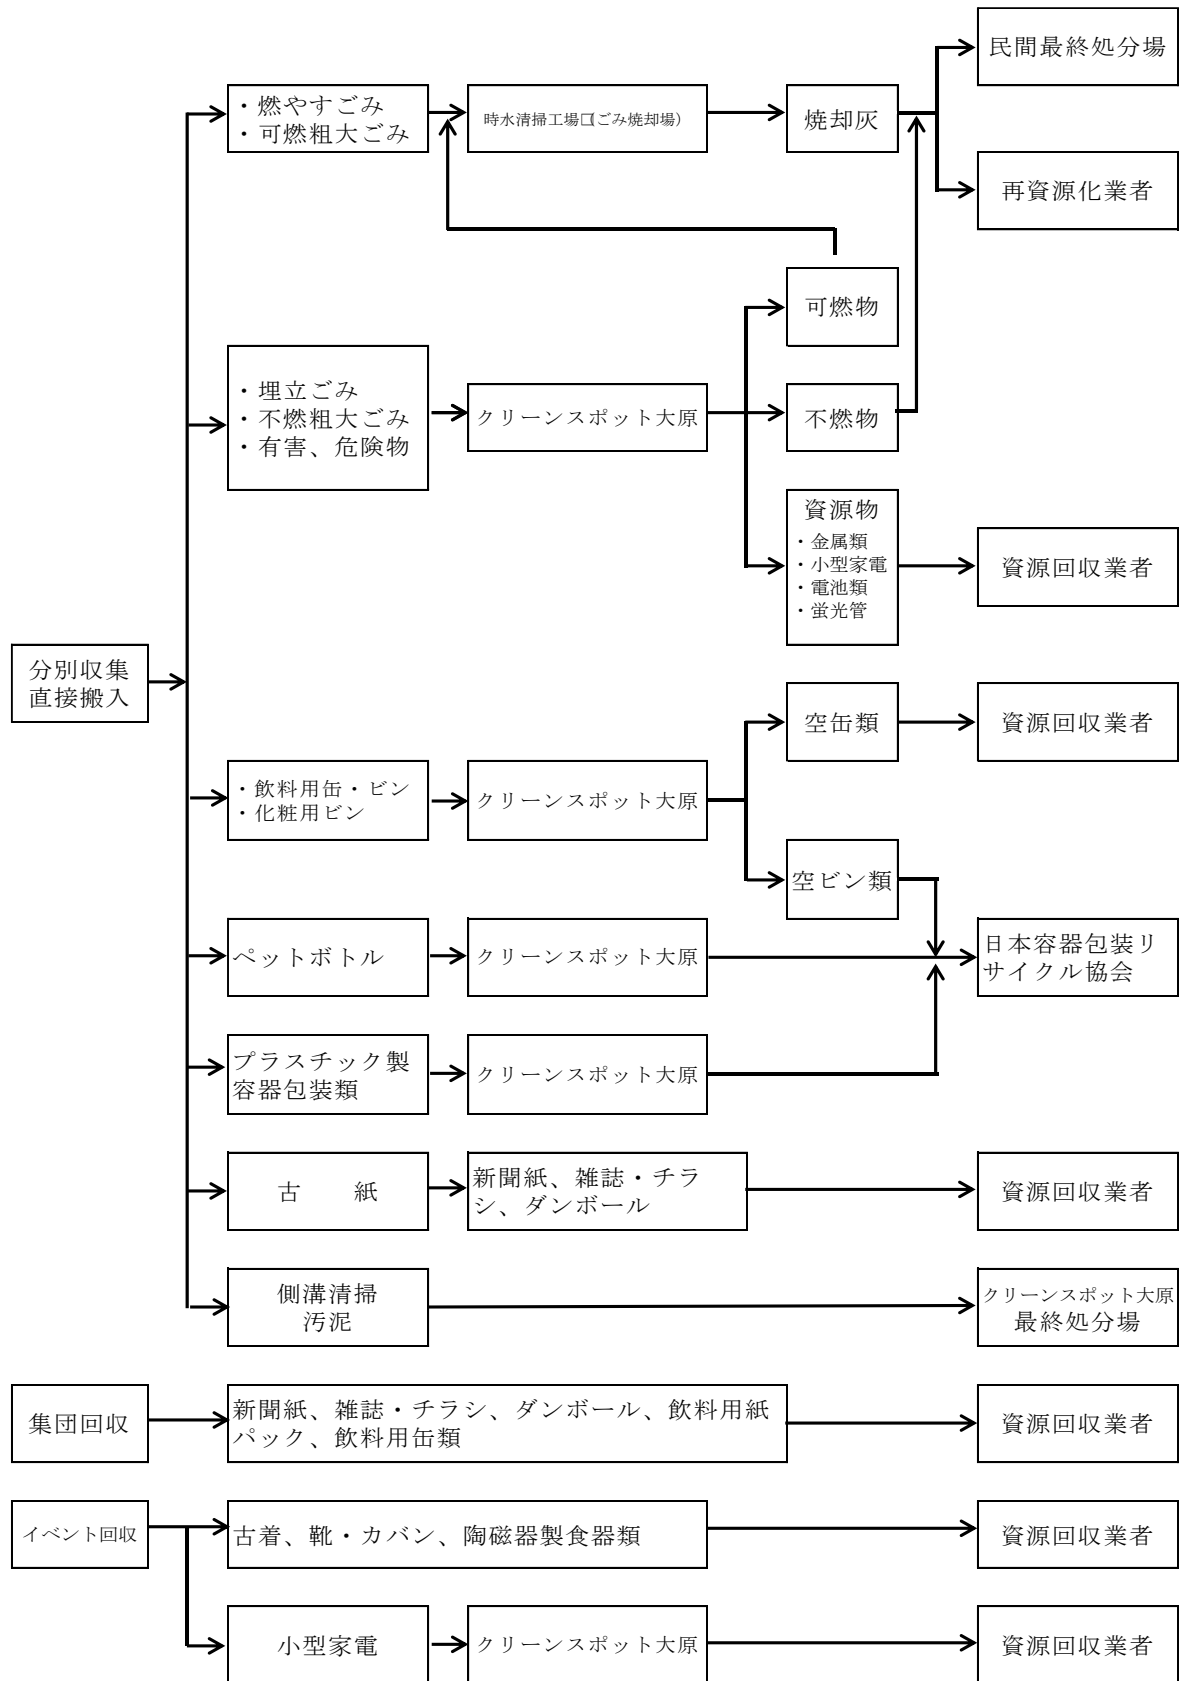 民間最終処分場
・燃やすごみ
・可燃粗大ごみ
時水清掃工場□(ごみ焼却場)
焼却灰
再資源化業者
可燃物
・埋立ごみ
・不燃粗大ごみ
・有害、危険物
クリーンスポット大原
不燃物
資源物
・金属類
・小型家電
・電池類
・蛍光管
資源回収業者
分別収集
直接搬入
空缶類
資源回収業者
・飲料用缶・ビン
・化粧用ビン
クリーンスポット大原
空ビン類
ペットボトル
クリーンスポット大原
日本容器包装リ
サイクル協会
プラスチック製
容器包装類
クリーンスポット大原
古　　紙
新聞紙、雑誌・チラ
シ、ダンボール
資源回収業者
側溝清掃
汚泥
クリーンスポット大原
最終処分場
集団回収
新聞紙、雑誌・チラシ、ダンボール、飲料用紙
パック、飲料用缶類
資源回収業者
イベント回収
古着、靴・カバン、陶磁器製食器類
資源回収業者
小型家電
クリーンスポット大原
資源回収業者